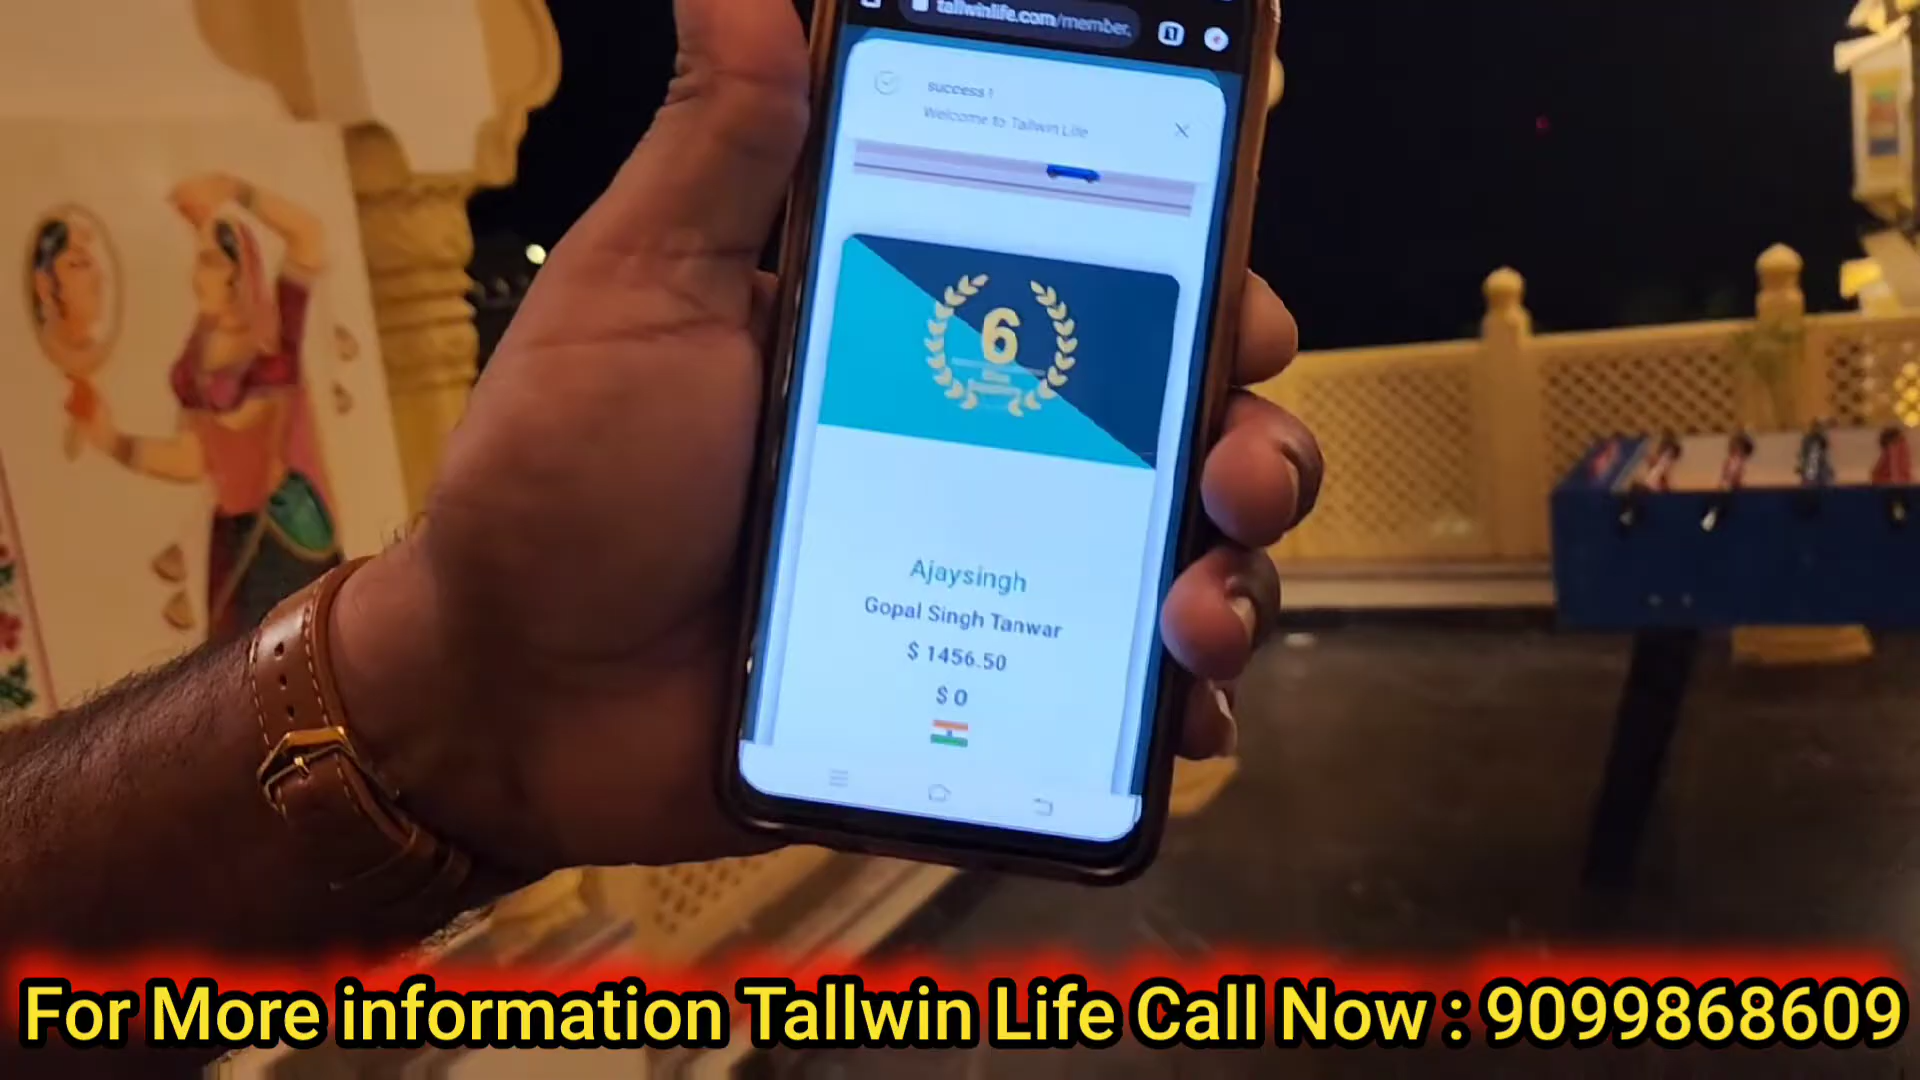 tallwinlife.com/member.
1
success !
Welcome to Tallwin Life
6
Ajaysingh
Gopal Singh Tanwar
$ 1456.50
$ 0
For More information Tallwin Life Call Now : 9099868609